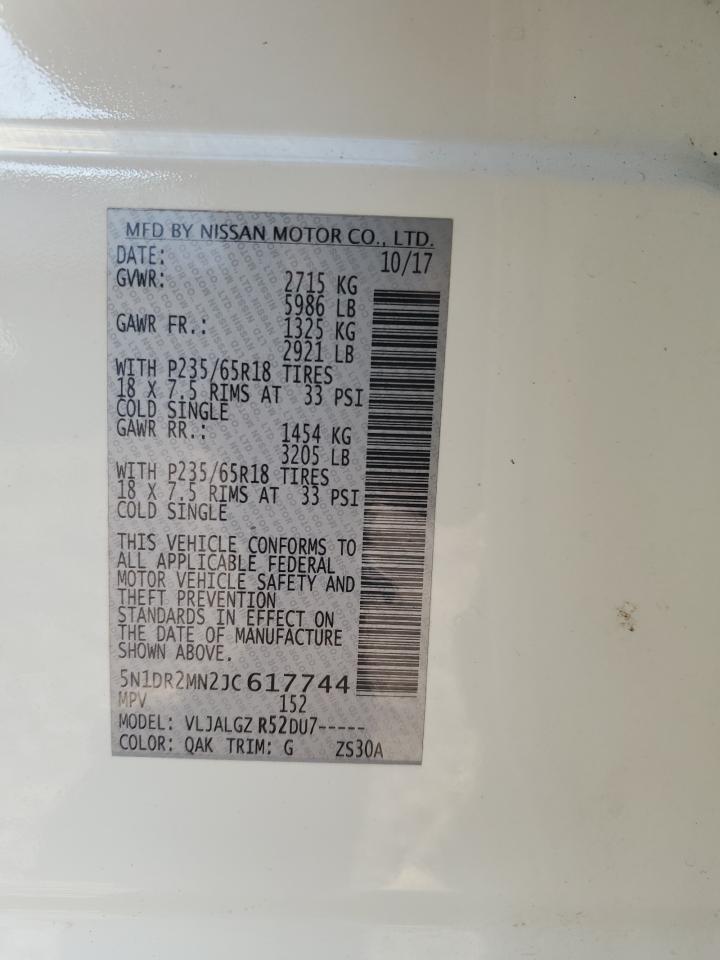 MFD BY NISSAN MOTOR CO., LTD.
DATE: 10/17
GVWR: 2715 KG
5986 LB
GAWR FR.: 1325 KG
2921 LB
WITH P235/65R18 TIRES
18 X 7.5 RIMS AT 33 PSI
COLD SINGLE
GAWR RR.: 1454 KG
3205 LB
WITH P235/65R18 TIRES
18 X 7.5 RIMS AT 33 PSI
COLD SINGLE
THIS VEHICLE CONFORMS TO
ALL APPLICABLE FEDERAL
MOTOR VEHICLE SAFETY AND
THEFT PREVENTION
STANDARDS IN EFFECT ON
THE DATE OF MANUFACTURE
SHOWN ABOVE.
5N1DR2MN2JC617744
MPV 152
MODEL: VLJALGZ R52DU7-----
COLOR: QAK TRIM: G ZS30A